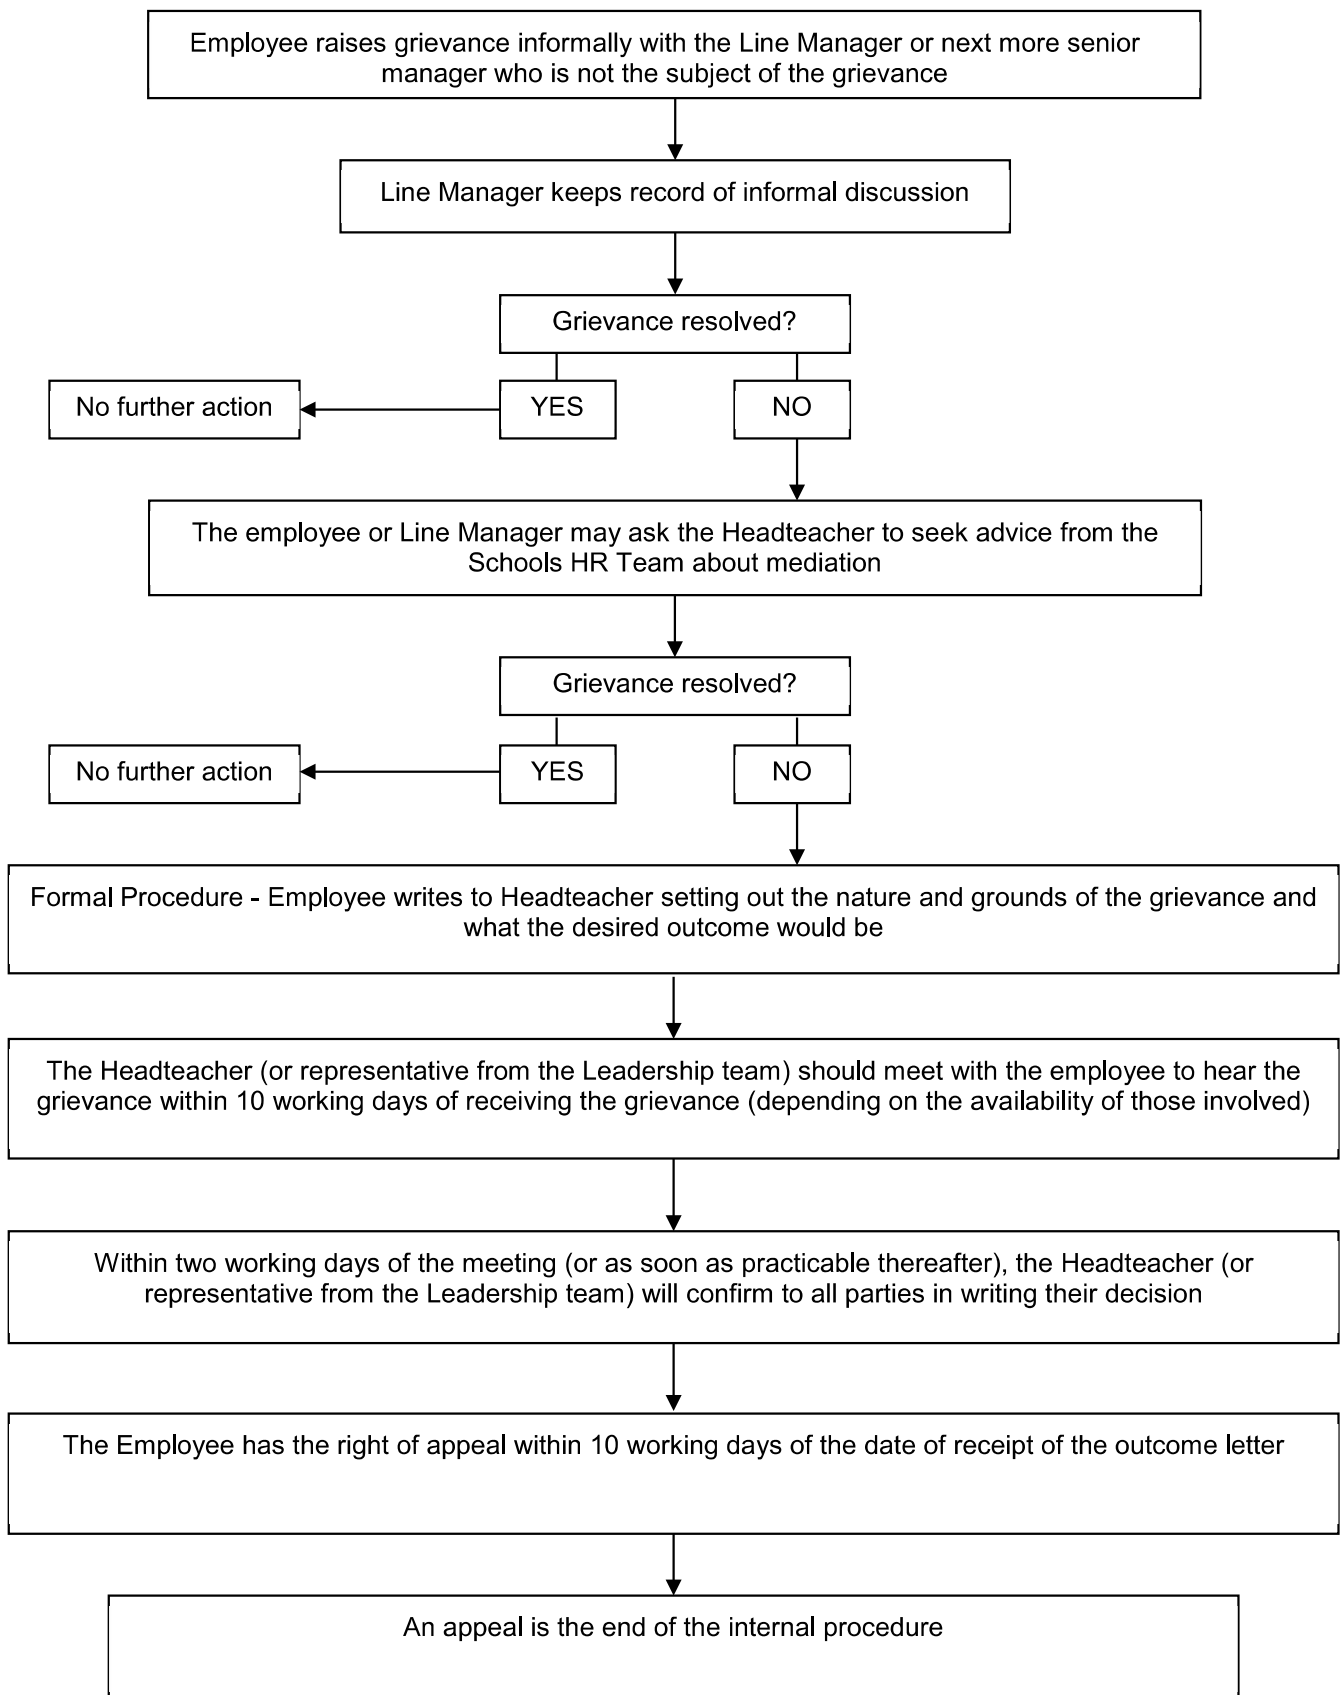 Employee raises grievance informally with the Line Manager or next more senior
manager who is not the subject of the grievance
Line Manager keeps record of informal discussion
Grievance resolved?
No further action
YES
NO
The employee or Line Manager may ask the Headteacher to seek advice from the
Schools HR Team about mediation
Grievance resolved?
No further action
YES
NO
Formal Procedure - Employee writes to Headteacher setting out the nature and grounds of the grievance and
what the desired outcome would be
The Headteacher (or representative from the Leadership team) should meet with the employee to hear the
grievance within 10 working days of receiving the grievance (depending on the availability of those involved)
Within two working days of the meeting (or as soon as practicable thereafter), the Headteacher (or
representative from the Leadership team) will confirm to all parties in writing their decision
The Employee has the right of appeal within 10 working days of the date of receipt of the outcome letter
An appeal is the end of the internal procedure